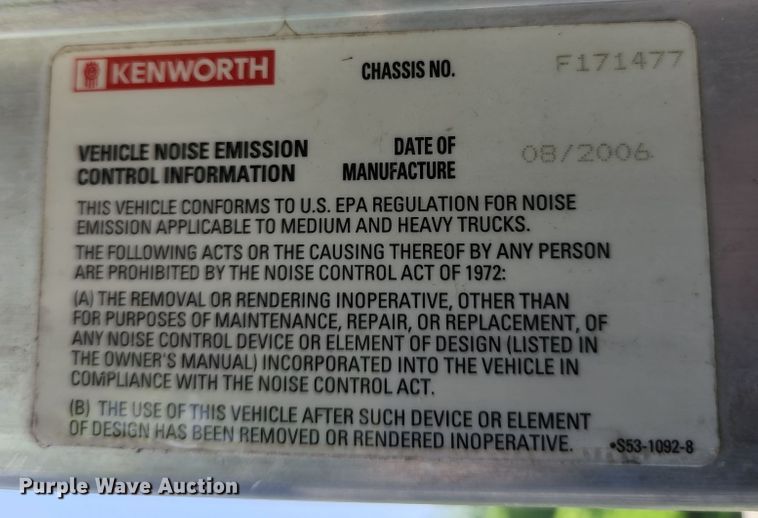 KENWORTH
CHASSIS NO. F171477
VEHICLE NOISE EMISSION
CONTROL INFORMATION
DATE OF
MANUFACTURE
08/2006
THIS VEHICLE CONFORMS TO U.S. EPA REGULATION FOR NOISE
EMISSION APPLICABLE TO MEDIUM AND HEAVY TRUCKS.
THE FOLLOWING ACTS OR THE CAUSING THEREOF BY ANY PERSON
ARE PROHIBITED BY THE NOISE CONTROL ACT OF 1972:
(A) THE REMOVAL OR RENDERING INOPERATIVE, OTHER THAN
FOR PURPOSES OF MAINTENANCE, REPAIR, OR REPLACEMENT, OF
ANY NOISE CONTROL DEVICE OR ELEMENT OF DESIGN (LISTED IN
THE OWNER'S MANUAL) INCORPORATED INTO THE VEHICLE IN
COMPLIANCE WITH THE NOISE CONTROL ACT.
(B) THE USE OF THIS VEHICLE AFTER SUCH DEVICE OR ELEMENT
OF DESIGN HAS BEEN REMOVED OR RENDERED INOPERATIVE.
•S53-1092-8
Purple Wave Auction